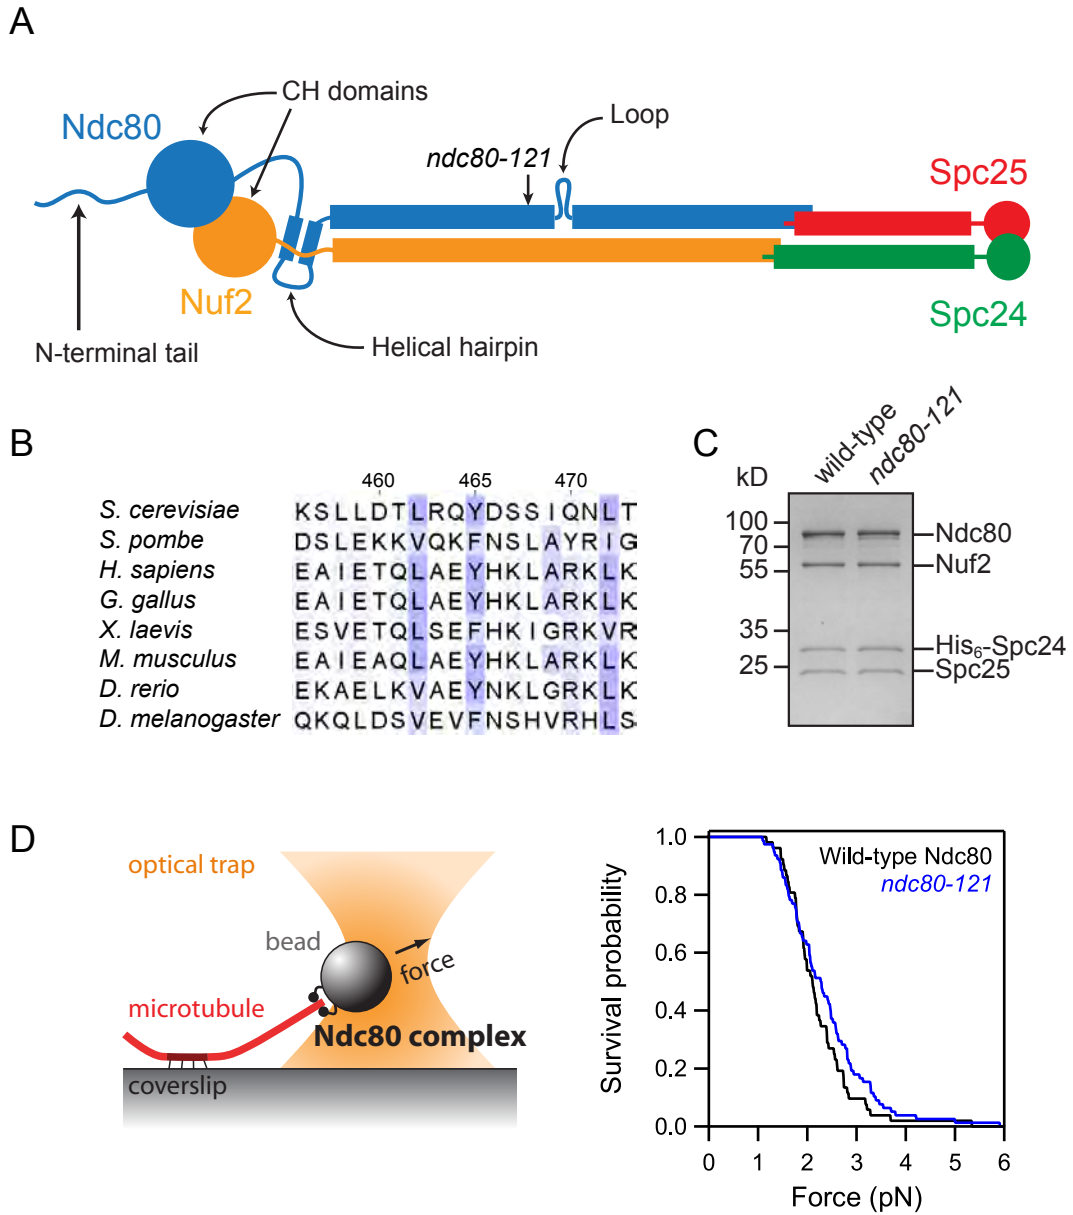 A
CH domains
Ndc80
Loop
ndc80-121
Spc25
Nuf2
Spc24
Helical hairpin
N-terminal tail
B
460 465 470
S. cerevisiae KSLLDTLRQYDSSIQNLT
S. pombe DSLEKKVQKFNSLAYRIG
H. sapiens EAIETQLAEYHKLARKLK
G. gallus EAIETQLAEYHKLARKLK
X. laevis ESVETQLSEFHKIGRKVR
M. musculus EAIEAQLAEYHKLARKLK
D. rerio EKAELKVAEYNKLGRKLK
D. melanogaster QKQLDSVEVFNSHVRHLS
C
wild-type
ndc80-121
kD
100
70
55
35
25
Ndc80
Nuf2
His6-Spc24
Spc25
D
optical trap
bead
force
microtubule
Ndc80 complex
coverslip
Wild-type Ndc80
ndc80-121
Survival probability
1.0
0.8
0.6
0.4
0.2
0.0
0 1 2 3 4 5 6
Force (pN)